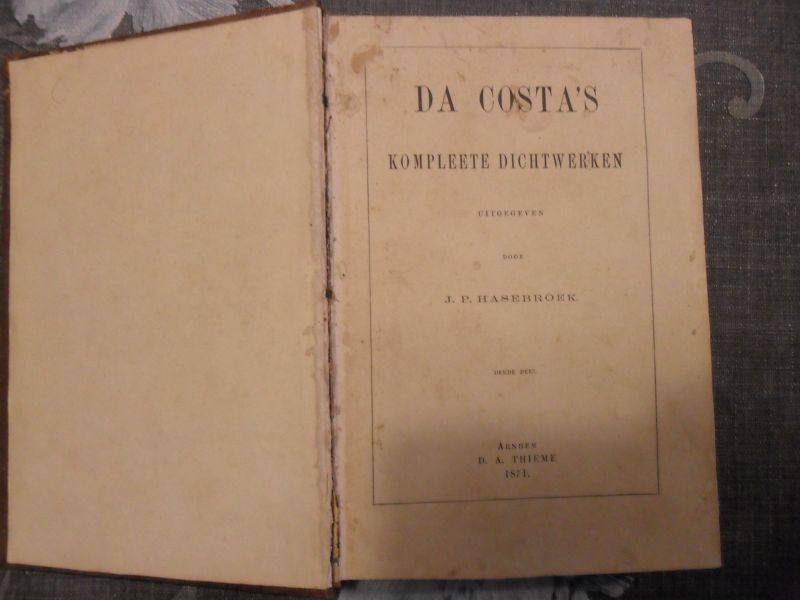 DA COSTA'S
KOMPLEETE DICHTWERKEN
UITGEGEVEN
DOOR
J. P. HASEBROEK.
DERDE DEEL
ARNHEM
D. A. THIEME
1871.